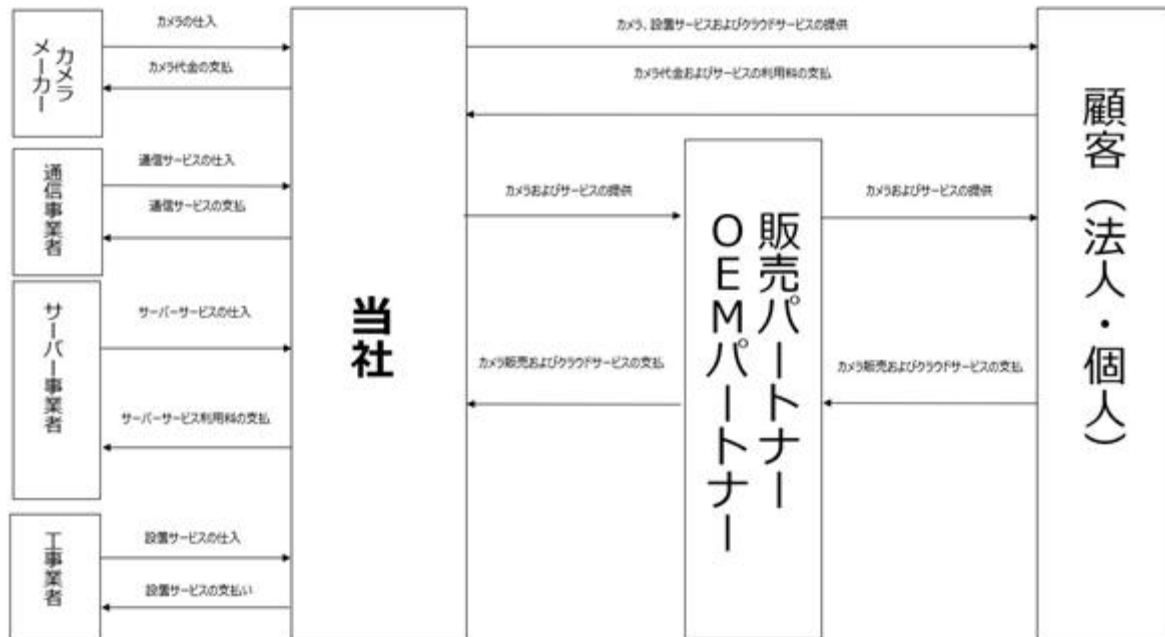 カメラメーカー
カメラの仕入
カメラ代金の支払
通信事業者
通信サービスの仕入
通信サービスの支払
サーバー事業者
サーバーサービスの仕入
サーバーサービス利用料の支払
工事業者
設置サービスの仕入
設置サービスの支払い
当社
カメラ、設置サービスおよびクラウドサービスの提供
カメラ代金およびサービスの利用料の支払
カメラおよびサービスの提供
カメラ販売およびクラウドサービスの支払
販売パートナー
OEMパートナー
カメラおよびサービスの提供
カメラ販売およびクラウドサービスの支払
顧客（法人・個人）